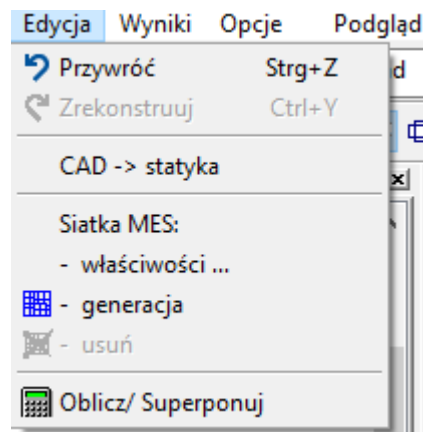 Edycja Wyniki Opcje Podgląd
Przywróć Strg+Z
d
Zrekonstruuj Ctrl+Y
CAD -> statyka
Siatka MES:
- właściwości ...
- generacja
- usuń
Oblicz/ Superponuj